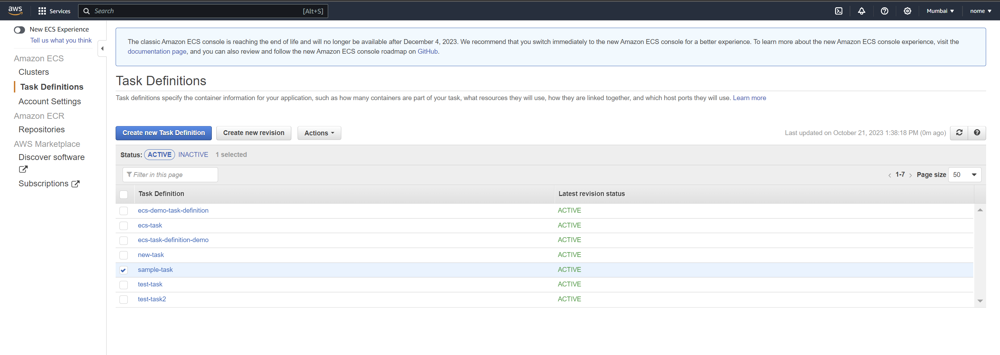 aws Services Search [Alt+S] Mumbai nome
New ECS Experience
Tell us what you think
Amazon ECS
Clusters
Task Definitions
Account Settings
Amazon ECR
Repositories
AWS Marketplace
Discover software
Subscriptions
The classic Amazon ECS console is reaching the end of life and will no longer be available after December 4, 2023. We recommend that you switch immediately to the new Amazon ECS console for a better experience. To learn more about the new Amazon ECS console experience, visit the
documentation page, and you can also review and follow the new Amazon ECS console roadmap on GitHub.
Task Definitions
Task definitions specify the container information for your application, such as how many containers are part of your task, what resources they will use, how they are linked together, and which host ports they will use. Learn more
Create new Task Definition Create new revision Actions Last updated on October 21, 2023 1:38:18 PM (0m ago)
Status: ACTIVE INACTIVE 1 selected
Filter in this page < 1-7 > Page size 50
Task Definition Latest revision status
ecs-demo-task-definition ACTIVE
ecs-task ACTIVE
ecs-task-definition-demo ACTIVE
new-task ACTIVE
sample-task ACTIVE
test-task ACTIVE
test-task2 ACTIVE